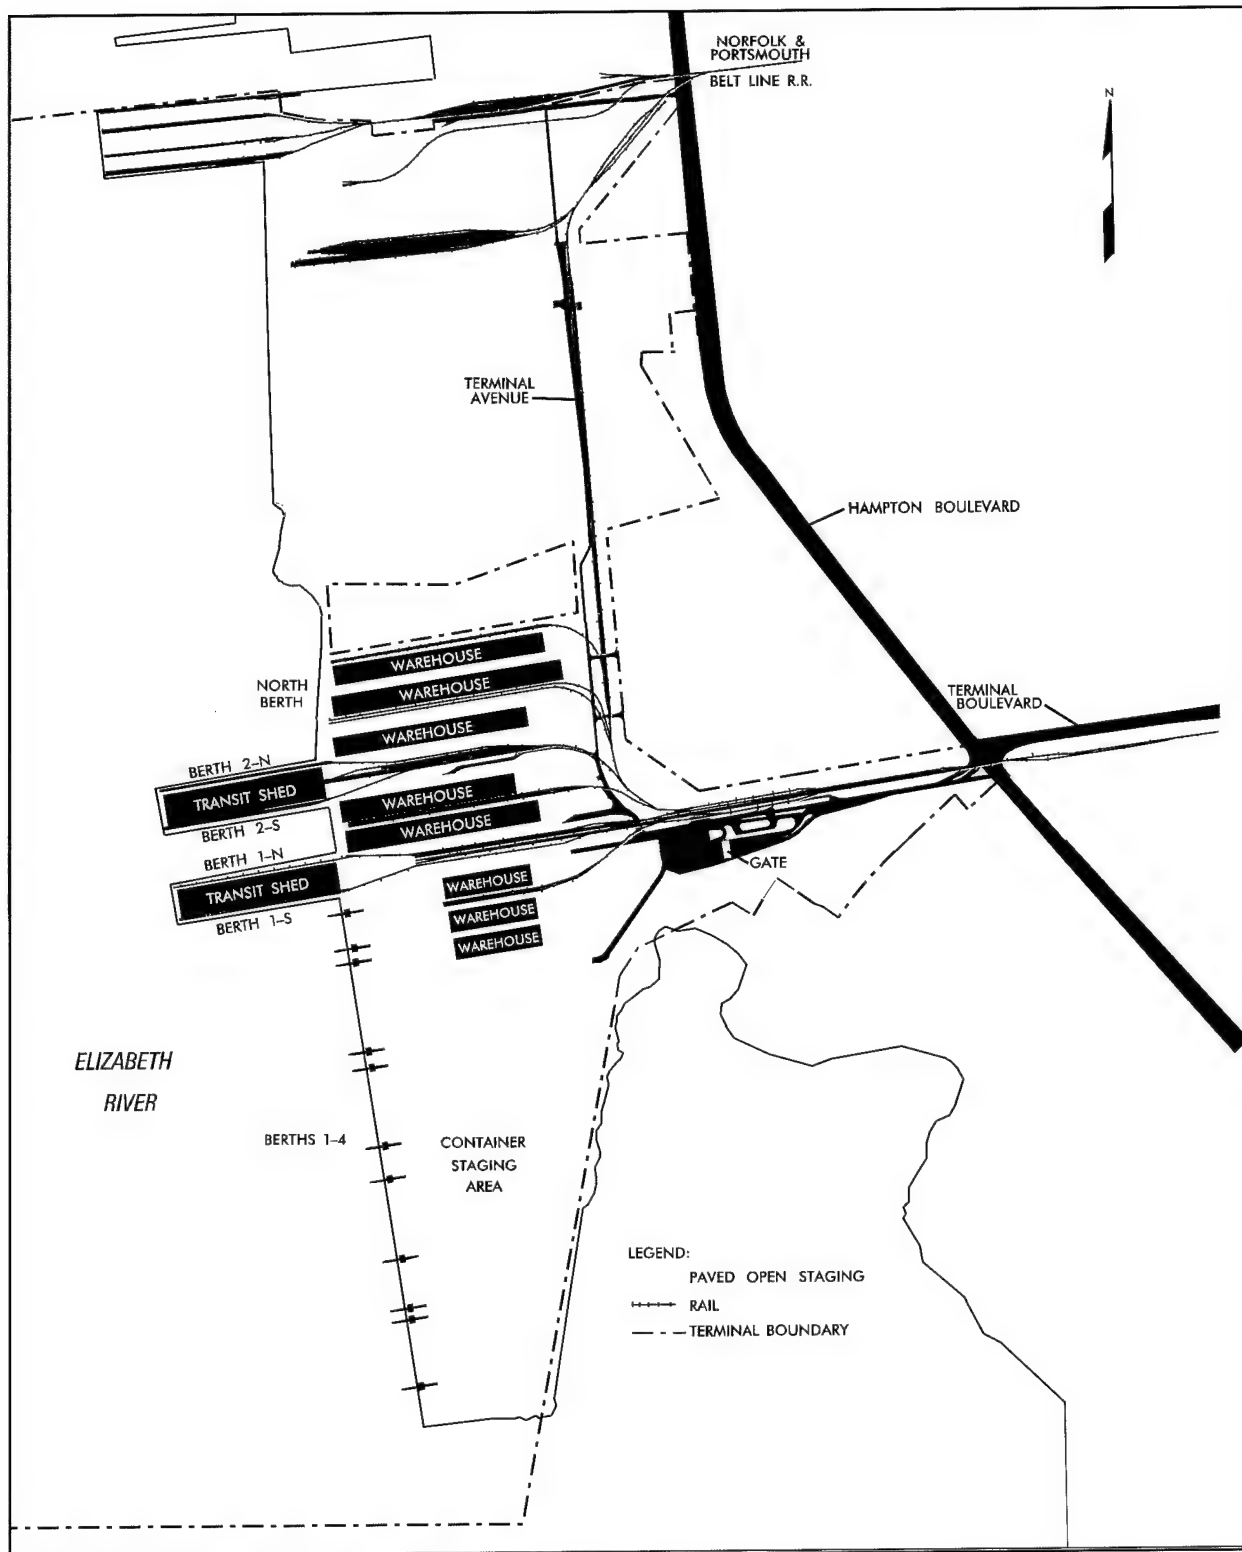 NORFOLK &
PORTSMOUTH
BELT LINE R.R.
N
TERMINAL
AVENUE
HAMPTON BOULEVARD
WAREHOUSE
WAREHOUSE
NORTH
BERTH
TERMINAL
BOULEVARD
WAREHOUSE
BERTH 2-N
TRANSIT SHED
WAREHOUSE
BERTH 2-S
WAREHOUSE
BERTH 1-N
GATE
TRANSIT SHED
WAREHOUSE
BERTH 1-S
WAREHOUSE
WAREHOUSE
ELIZABETH
RIVER
BERTHS 1-4
CONTAINER
STAGING
AREA
LEGEND:
PAVED OPEN STAGING
RAIL
TERMINAL BOUNDARY